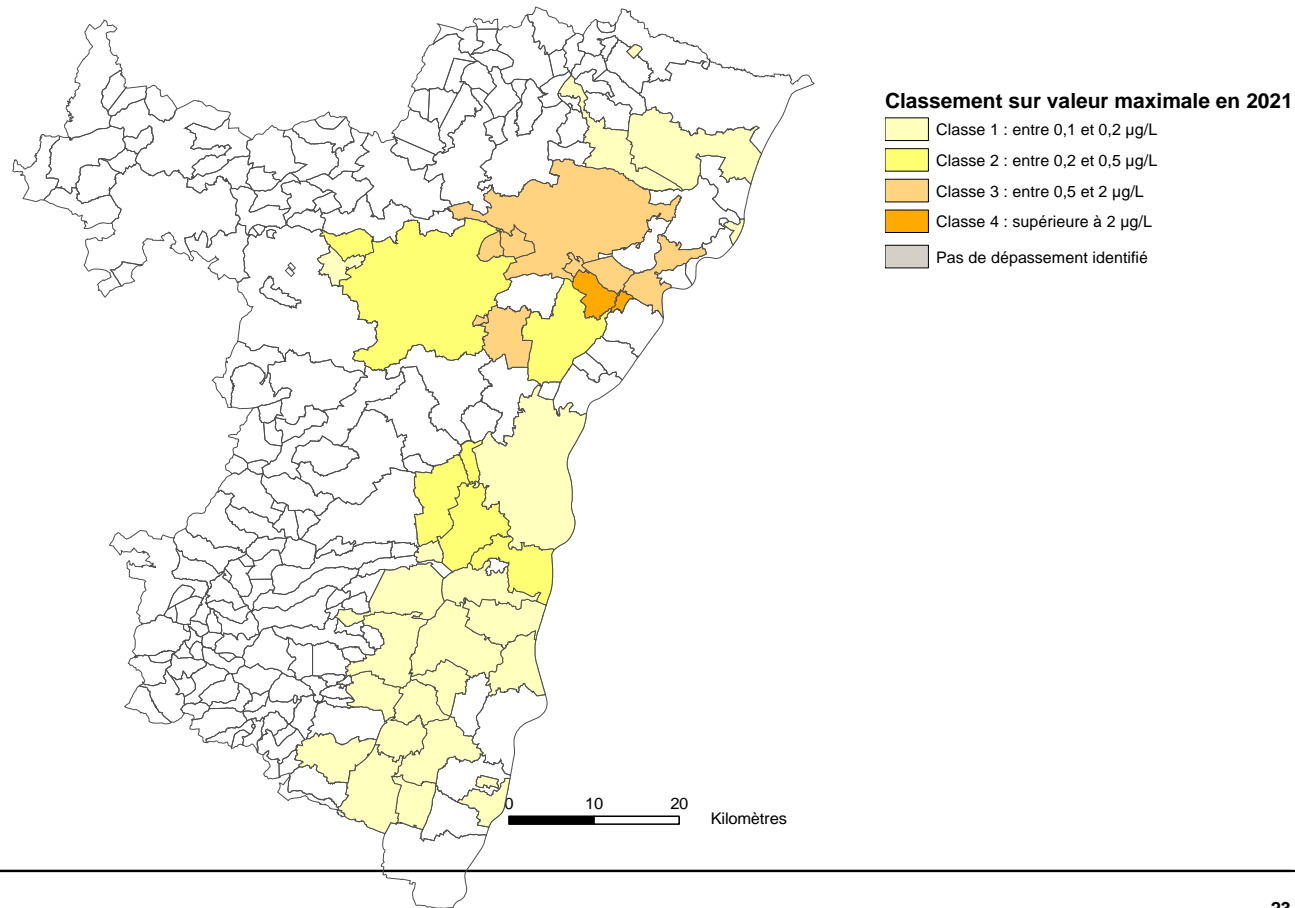 Classement sur valeur maximale en 2021
Classe 1 : entre 0,1 et 0,2 µg/L
Classe 2 : entre 0,2 et 0,5 µg/L
Classe 3 : entre 0,5 et 2 µg/L
Classe 4 : supérieure à 2 µg/L
Pas de dépassement identifié
0 10 20
Kilomètres
23